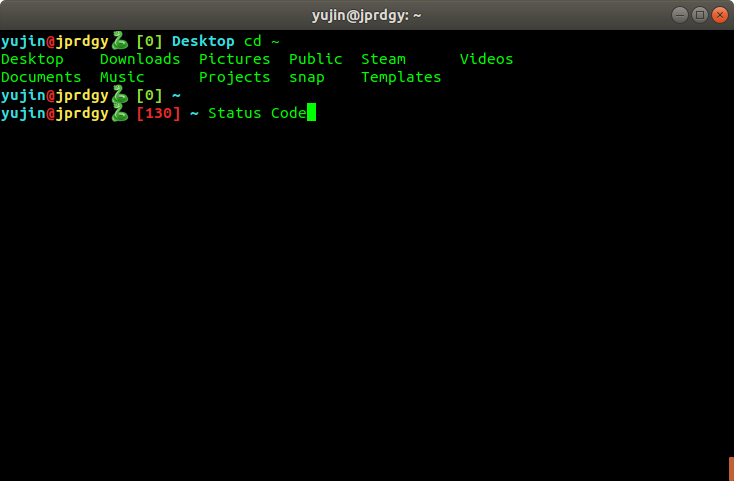 yujin@jprdgy: ~
yujin@jprdgy🐍 [0] Desktop cd ~
Desktop    Downloads  Pictures  Public  Steam      Videos
Documents  Music      Projects  snap    Templates
yujin@jprdgy🐍 [0] ~
yujin@jprdgy🐍 [130] ~ Status Code